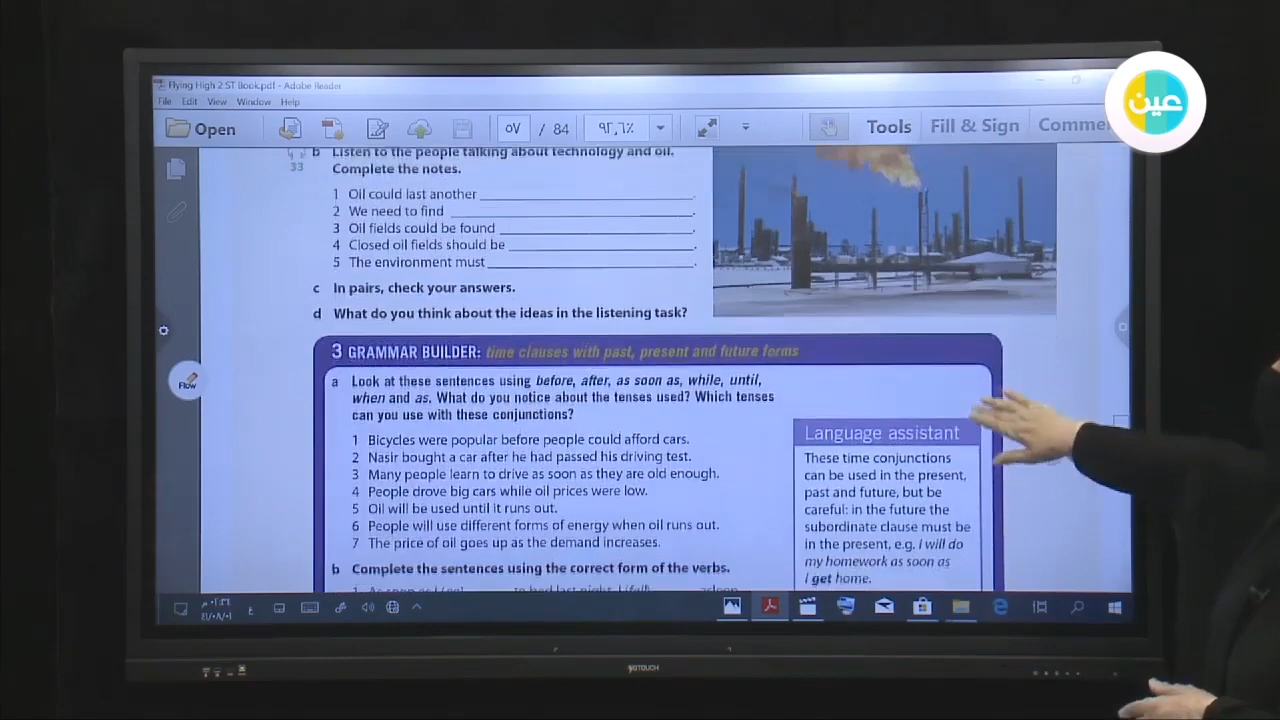 Flying High 2 ST Book.pdf - Adobe Reader
File Edit View Window Help
Open
٥٧ / 84
٩٢,٦٪
Tools Fill & Sign
عين
33
b Listen to the people talking about technology and oil.
Complete the notes.
1 Oil could last another ____________.
2 We need to find ____________.
3 Oil fields could be found ____________.
4 Closed oil fields should be ____________.
5 The environment must ____________.
c In pairs, check your answers.
d What do you think about the ideas in the listening task?
3 GRAMMAR BUILDER: time clauses with past, present and future forms
a Look at these sentences using before, after, as soon as, while, until,
when and as. What do you notice about the tenses used? Which tenses
can you use with these conjunctions?
1 Bicycles were popular before people could afford cars.
2 Nasir bought a car after he had passed his driving test.
3 Many people learn to drive as soon as they are old enough.
4 People drove big cars while oil prices were low.
5 Oil will be used until it runs out.
6 People will use different forms of energy when oil runs out.
7 The price of oil goes up as the demand increases.
b Complete the sentences using the correct form of the verbs.
Language assistant
These time conjunctions
can be used in the present,
past and future, but be
careful: in the future the
subordinate clause must be
in the present, e.g. I will do
my homework as soon as
I get home.
Flow
ع